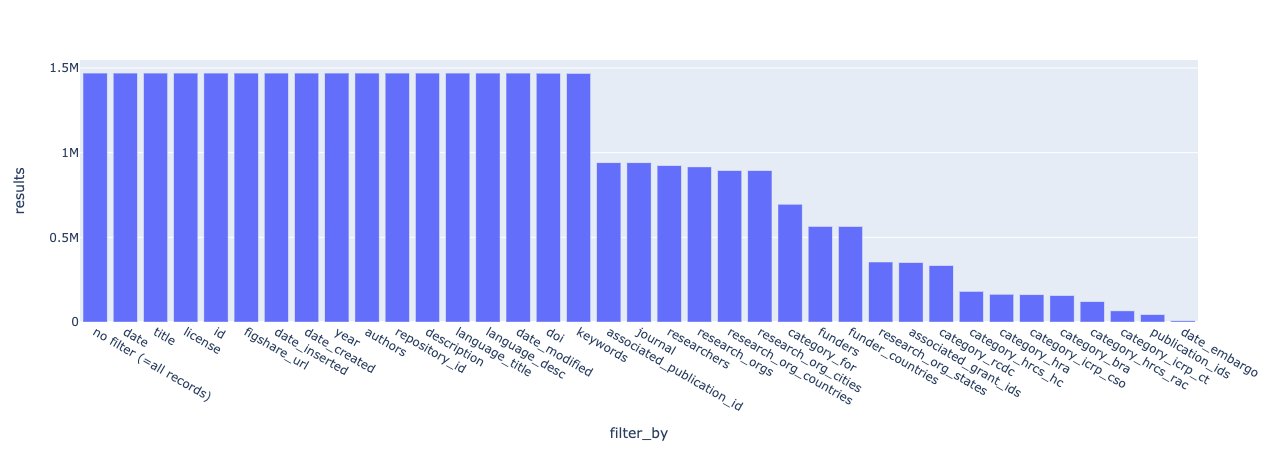 1.5M
1M
0.5M
0
results
no filter (=all records)
date
title
license
id
figshare_url
date_inserted
date_created
year
authors
repository_id
description
language_title
language_desc
date_modified
doi
keywords
associated_publication_id
journal
researchers
research_orgs
research_org_countries
research_org_cities
category_for
funders
funder_countries
research_org_states
associated_grant_ids
category_rcdc
category_hrcs_hc
category_hra
category_icrp_cso
category_bra
category_hrcs_rac
category_icrp_ct
publication_ids
date_embargo
filter_by